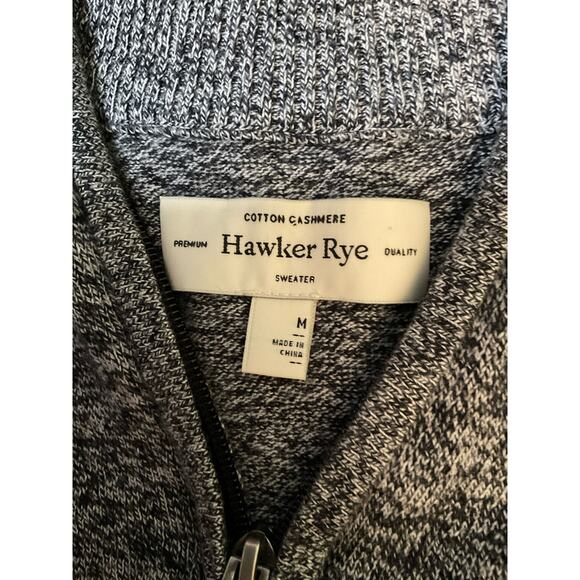 COTTON CASHMERE
PREMIUM Hawker Rye QUALITY
SWEATER
M
MADE IN
CHINA